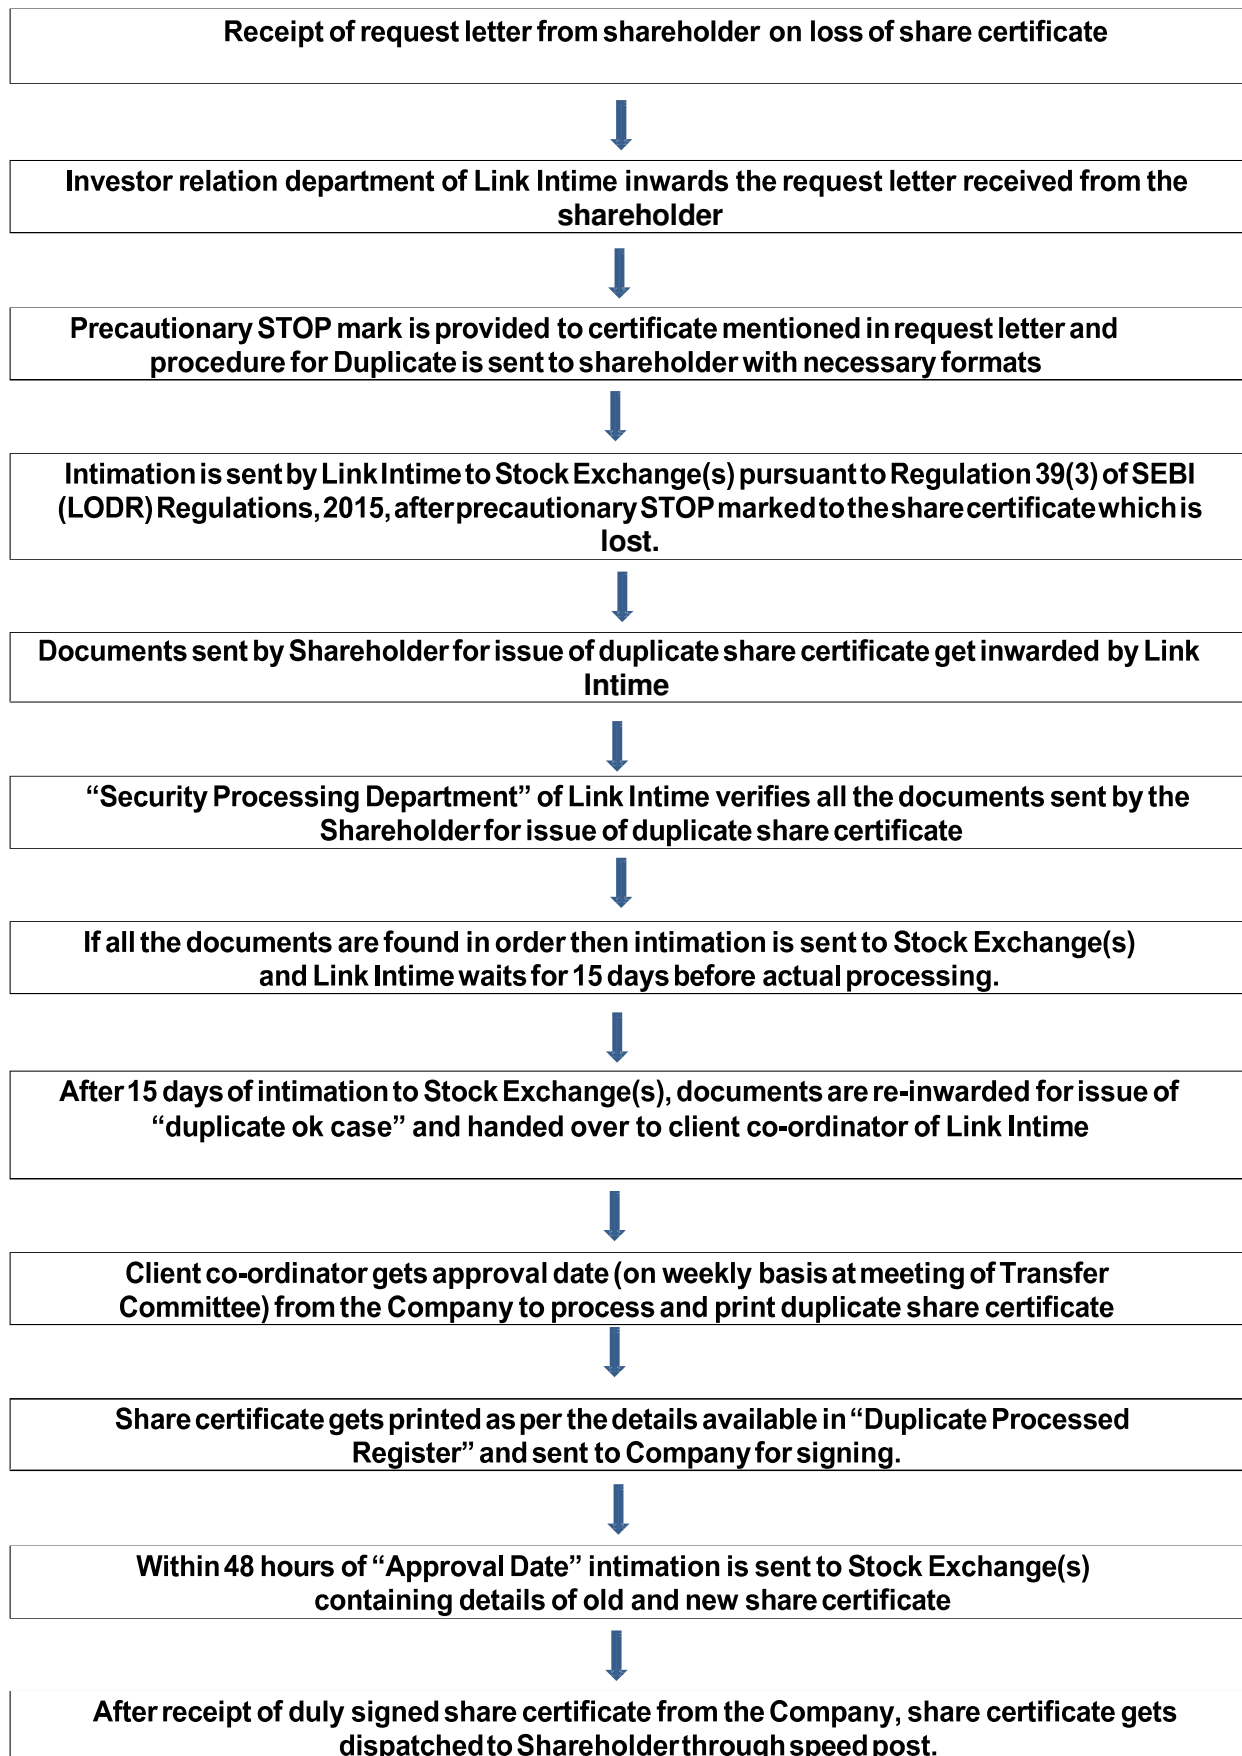 Receipt of request letter from shareholder on loss of share certificate
Investor relation department of Link Intime inwards the request letter received from the
shareholder
Precautionary STOP mark is provided to certificate mentioned in request letter and
procedure for Duplicate is sent to shareholder with necessary formats
Intimation is sent by Link Intime to Stock Exchange(s) pursuant to Regulation 39(3) of SEBI
(LODR) Regulations, 2015, after precautionary STOP marked to the share certificate which is
lost.
Documents sent by Shareholder for issue of duplicate share certificate get inwarded by Link
Intime
“Security Processing Department” of Link Intime verifies all the documents sent by the
Shareholder for issue of duplicate share certificate
If all the documents are found in order then intimation is sent to Stock Exchange(s)
and Link Intime waits for 15 days before actual processing.
After 15 days of intimation to Stock Exchange(s), documents are re-inwarded for issue of
“duplicate ok case” and handed over to client co-ordinator of Link Intime
Client co-ordinator gets approval date (on weekly basis at meeting of Transfer
Committee) from the Company to process and print duplicate share certificate
Share certificate gets printed as per the details available in “Duplicate Processed
Register” and sent to Company for signing.
Within 48 hours of “Approval Date” intimation is sent to Stock Exchange(s)
containing details of old and new share certificate
After receipt of duly signed share certificate from the Company, share certificate gets
dispatched to Shareholder through speed post.